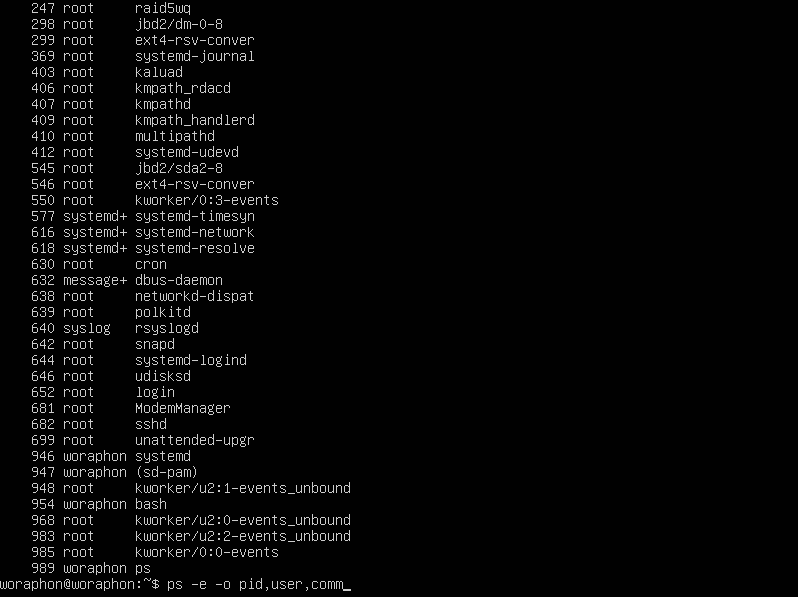 247 root     raid5wq
298 root     jbd2/dm-0-8
299 root     ext4-rsv-conver
369 root     systemd-journal
403 root     kaluad
406 root     kmpath_rdacd
407 root     kmpathd
409 root     kmpath_handlerd
410 root     multipathd
412 root     systemd-udevd
545 root     jbd2/sda2-8
546 root     ext4-rsv-conver
550 root     kworker/0:3-events
577 systemd+ systemd-timesyn
616 systemd+ systemd-network
618 systemd+ systemd-resolve
630 root     cron
632 message+ dbus-daemon
638 root     networkd-dispat
639 root     polkitd
640 syslog   rsyslogd
642 root     snapd
644 root     systemd-logind
646 root     udisksd
652 root     login
681 root     ModemManager
682 root     sshd
699 root     unattended-upgr
946 woraphon systemd
947 woraphon (sd-pam)
948 root     kworker/u2:1-events_unbound
954 woraphon bash
968 root     kworker/u2:0-events_unbound
983 root     kworker/u2:2-events_unbound
985 root     kworker/0:0-events
989 woraphon ps
woraphon@woraphon:~$ ps -e -o pid,user,comm_